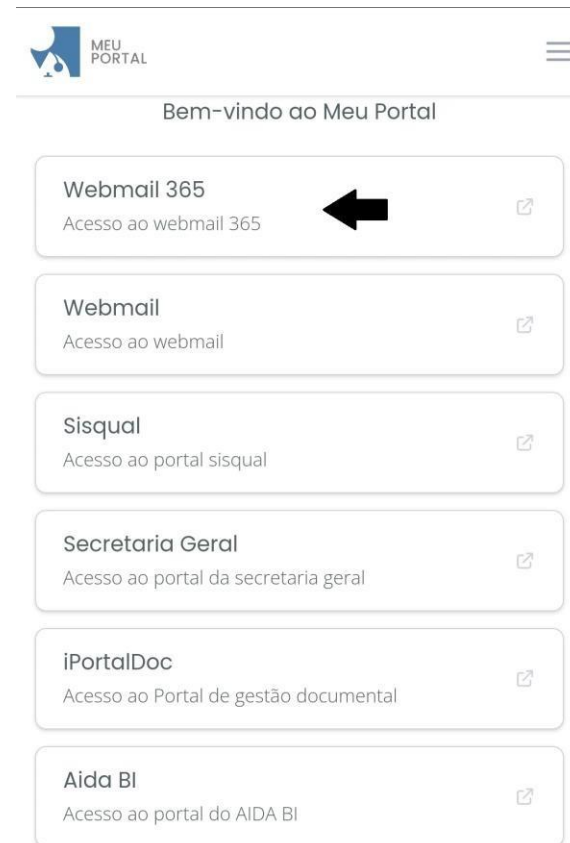 MEU
PORTAL
Bem-vindo ao Meu Portal
Webmail 365
Acesso ao webmail 365
Webmail
Acesso ao webmail
Sisqual
Acesso ao portal sisqual
Secretaria Geral
Acesso ao portal da secretaria geral
iPortalDoc
Acesso ao Portal de gestão documental
Aida BI
Acesso ao portal do AIDA BI